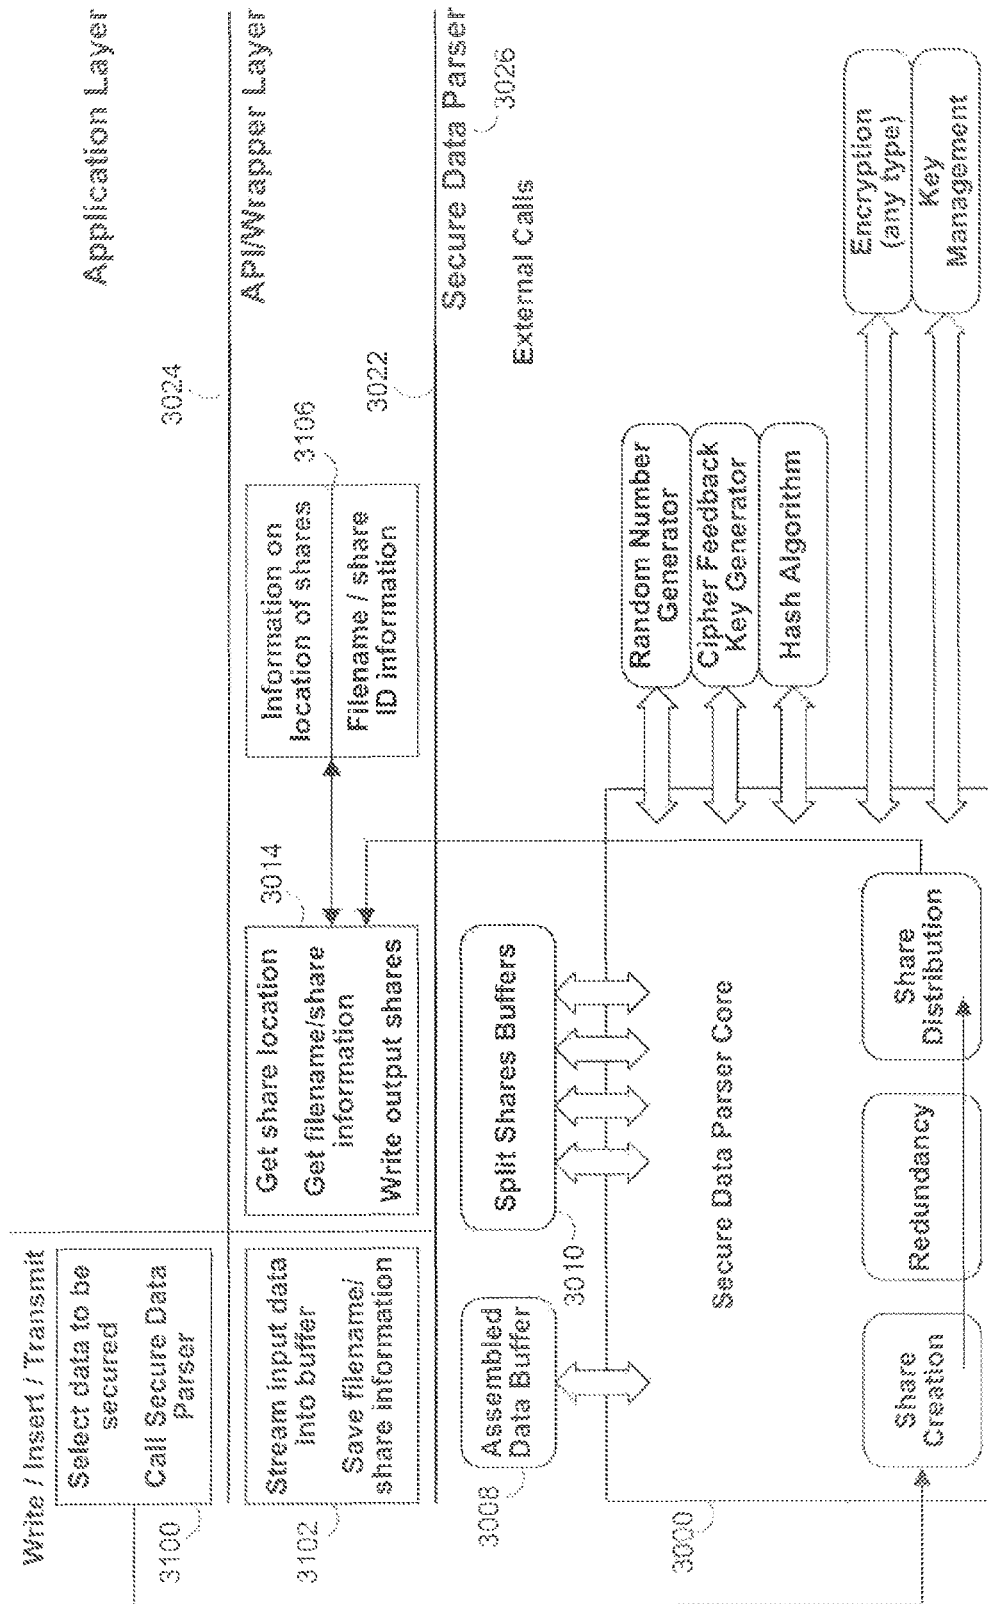 Write / Insert / Transmit
Application Layer
Select data to be
secured
Call Secure Data
Parser
3100
3024
API/Wrapper Layer
Stream input data
into buffer
Save filename/
share information
3102
Get share location
Get filename/share
information
Write output shares
3014
Information on
location of shares
Filename / share
ID information
3106
3022
Secure Data Parser
3026
External Calls
Assembled
Data Buffer
3008
Split Shares Buffers
3010
Secure Data Parser Core
3000
Share
Creation
Redundancy
Share
Distribution
Random Number
Generator
Cipher Feedback
Key Generator
Hash Algorithm
Encryption
(any type)
Key
Management